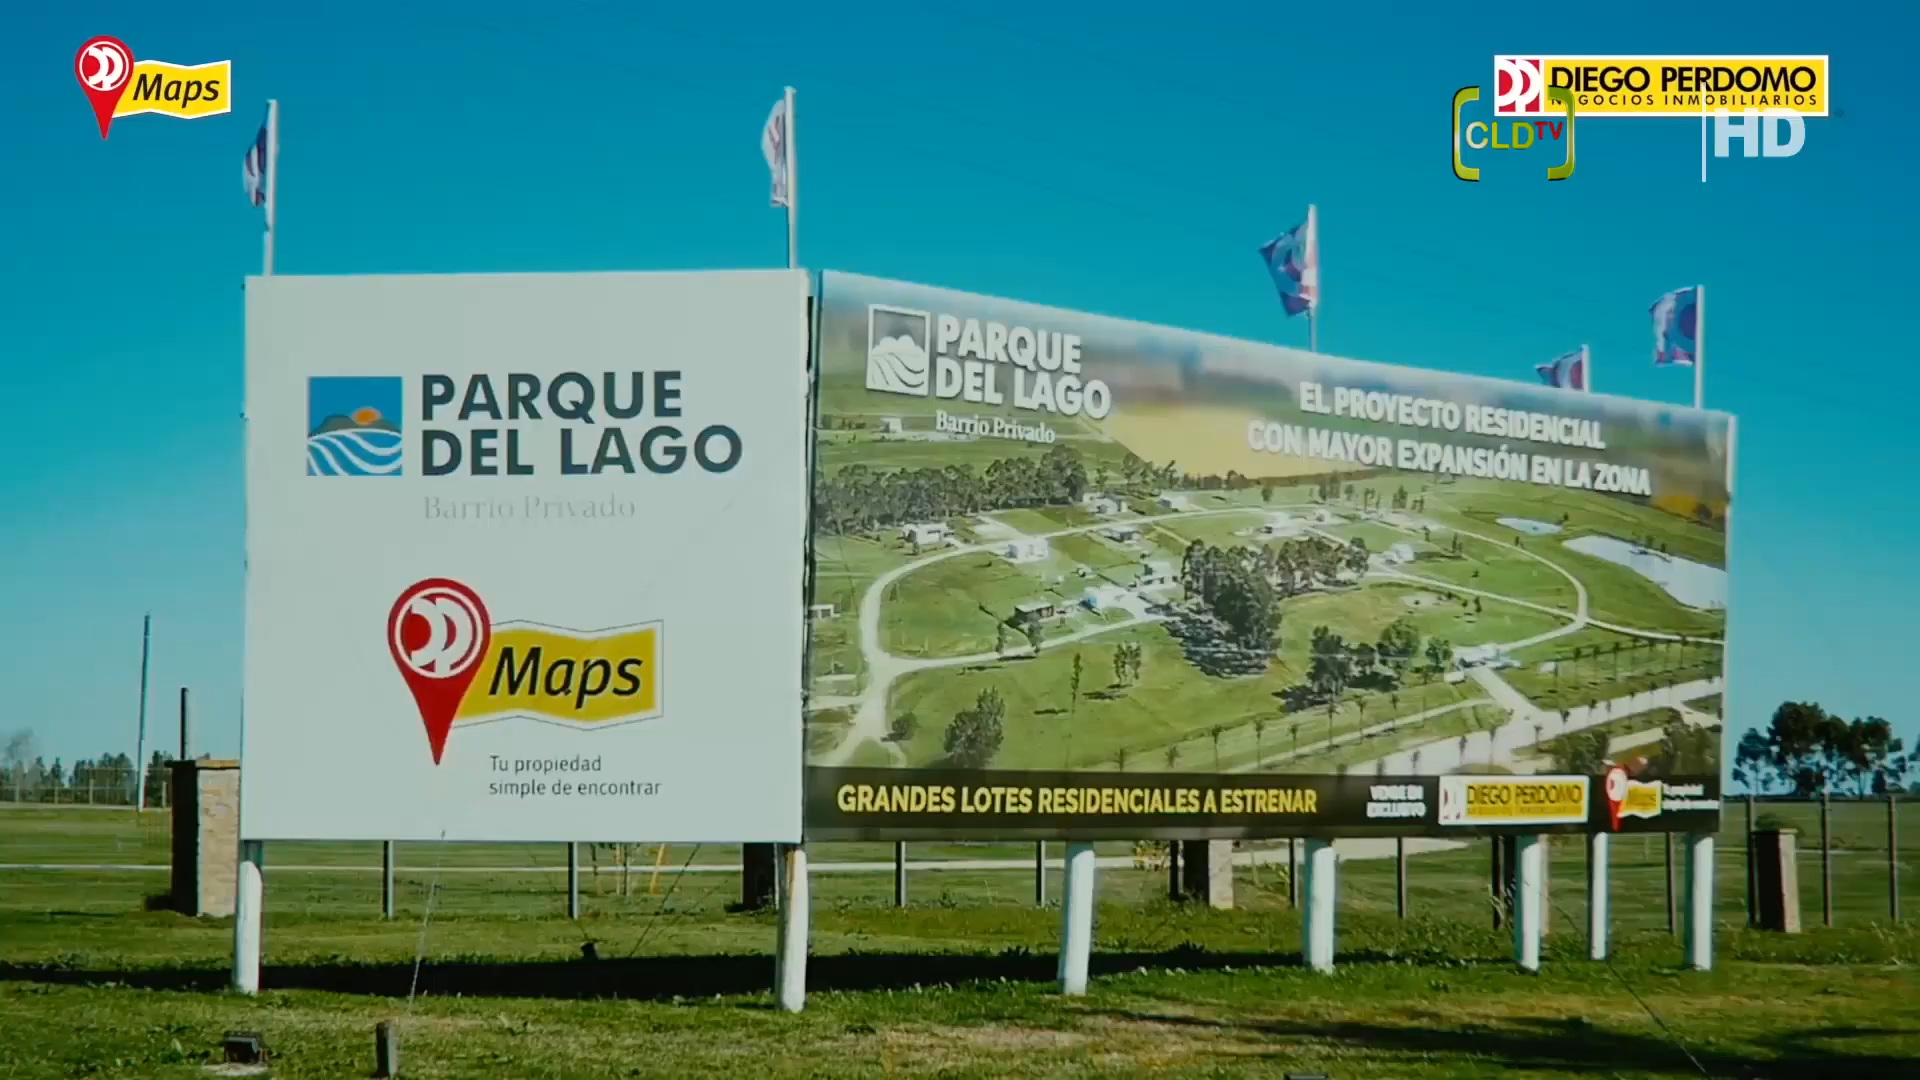 Maps
DIEGO PERDOMO
NEGOCIOS INMOBILIARIOS
CLDTV
HD
PARQUE
DEL LAGO
Barrio Privado
Maps
Tu propiedad
simple de encontrar
PARQUE
DEL LAGO
Barrio Privado
EL PROYECTO RESIDENCIAL
CON MAYOR EXPANSIÓN EN LA ZONA
GRANDES LOTES RESIDENCIALES A ESTRENAR
VENDE EN
EXCLUSIVO
DIEGO PERDOMO
Maps